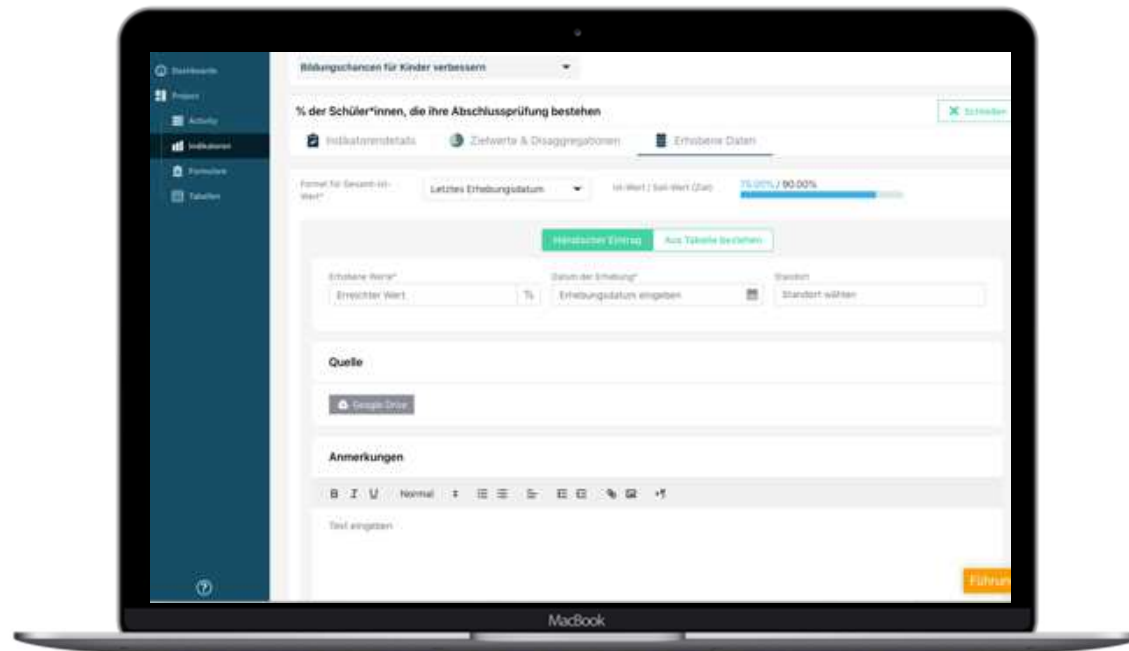 Dashboards
Project
Activity
Indikatoren
Formulare
Tabellen
Bildungschancen für Kinder verbessern
% der Schüler*innen, die ihre Abschlussprüfung bestehen
Schließen
Indikatorendetails
Zielwerte & Disaggregationen
Erhobene Daten
Format für Gesamt-Ist-
Wert*
Letztes Erhebungsdatum
Ist-Wert / Soll-Wert (Ziel)
75.00% / 90.00%
Händischer Eintrag
Aus Tabelle beziehen
Erhobene Werte*
Datum der Erhebung*
Standort
Erreichter Wert
%
Erhebungsdatum eingeben
Standort wählen
Quelle
Google Drive
Anmerkungen
B I U Normal
Text eingeben
Führun
MacBook